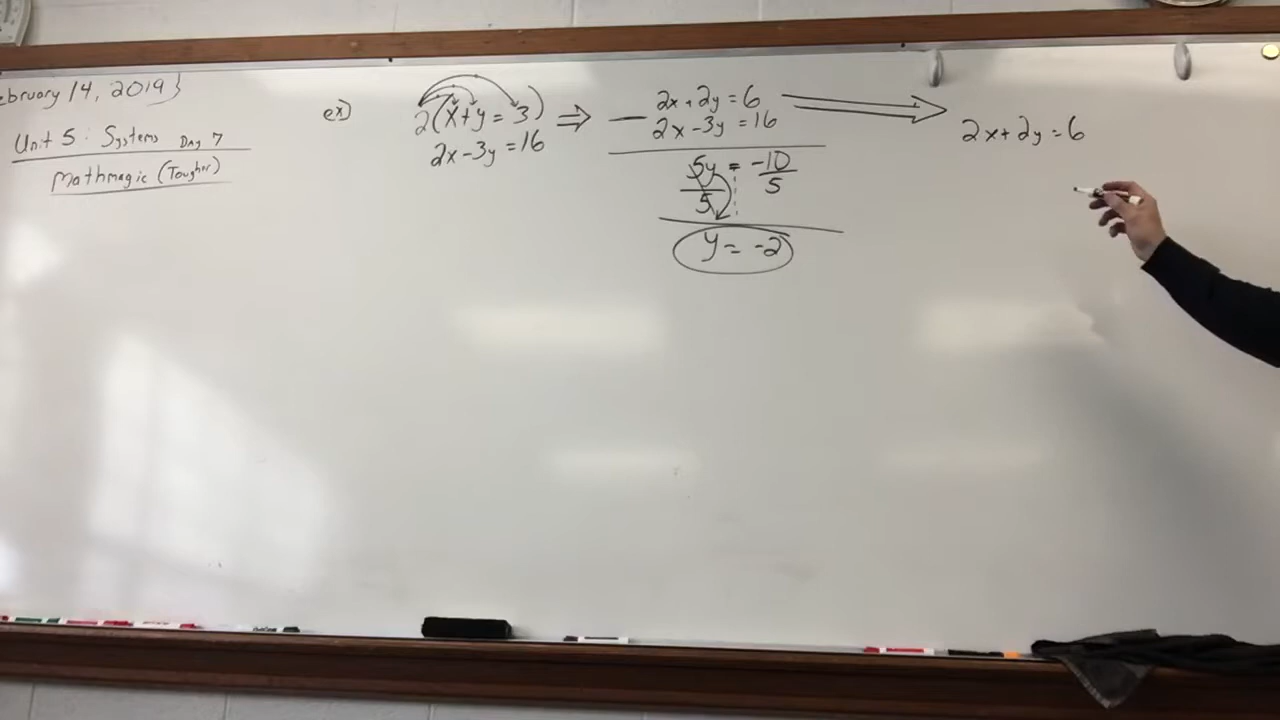 ebruary 14, 2019}
Unit 5: Systems Day 7
Mathmagic (Tougher)
ex)
2(x+y=3) ⇒
2x-3y=16
2x+2y=6
— 2x-3y=16
5y = -10
5 5
y = -2
2x+2y=6